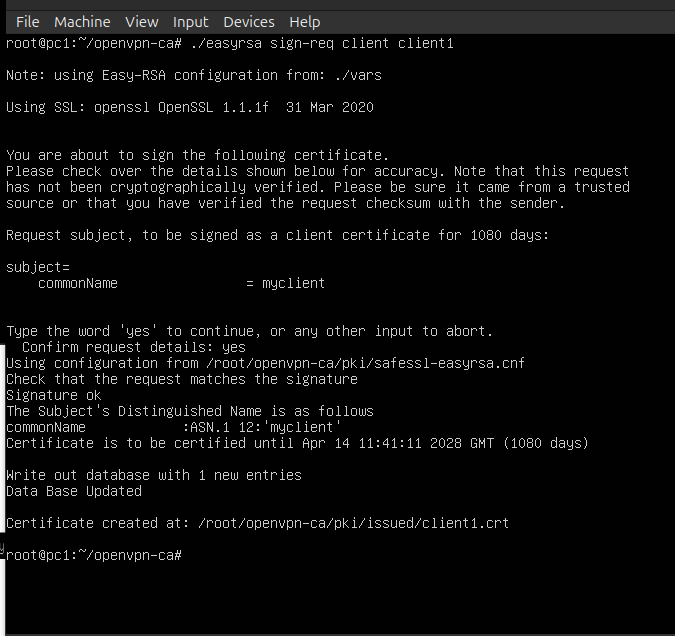 File Machine View Input Devices Help
root@pc1:~/openvpn-ca# ./easyrsa sign-req client client1
Note: using Easy-RSA configuration from: ./vars
Using SSL: openssl OpenSSL 1.1.1f  31 Mar 2020
You are about to sign the following certificate.
Please check over the details shown below for accuracy. Note that this request
has not been cryptographically verified. Please be sure it came from a trusted
source or that you have verified the request checksum with the sender.
Request subject, to be signed as a client certificate for 1080 days:
subject=
    commonName                = myclient
Type the word 'yes' to continue, or any other input to abort.
  Confirm request details: yes
Using configuration from /root/openvpn-ca/pki/safessl-easyrsa.cnf
Check that the request matches the signature
Signature ok
The Subject's Distinguished Name is as follows
commonName            :ASN.1 12:'myclient'
Certificate is to be certified until Apr 14 11:41:11 2028 GMT (1080 days)
Write out database with 1 new entries
Data Base Updated
Certificate created at: /root/openvpn-ca/pki/issued/client1.crt
root@pc1:~/openvpn-ca#